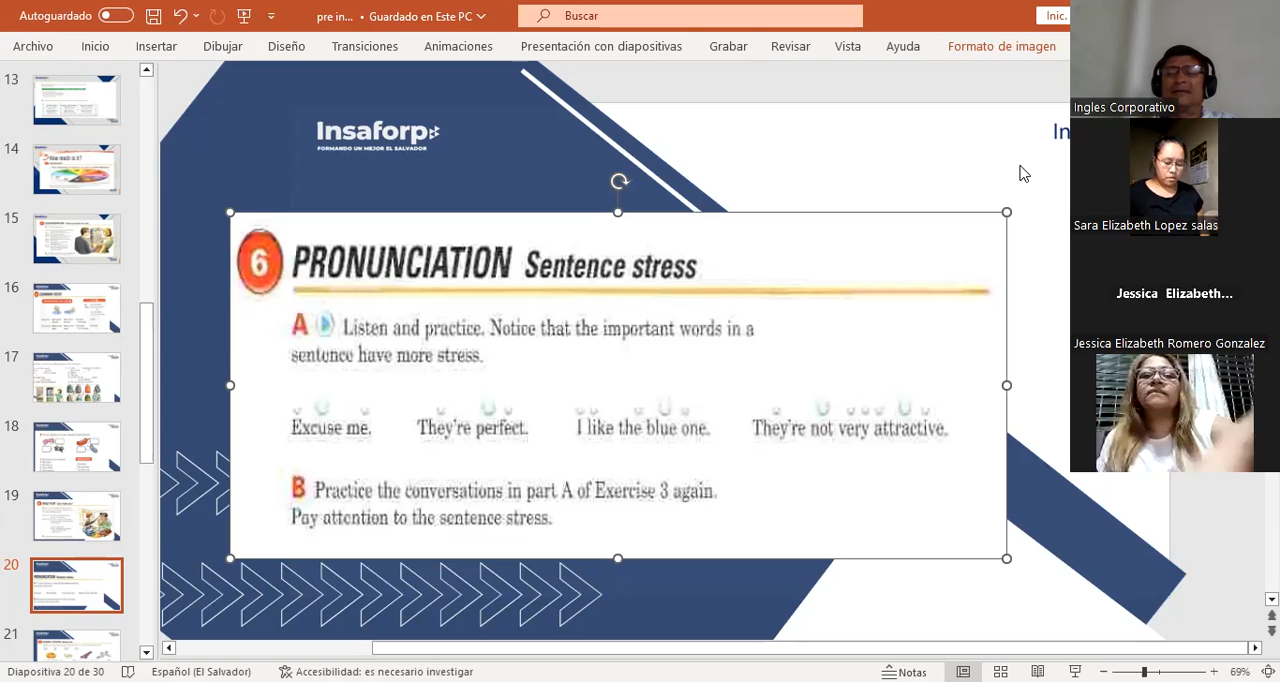 Autoguardado
pre in... • Guardado en Este PC
Buscar
Inic.
Archivo Inicio Insertar Dibujar Diseño Transiciones Animaciones Presentación con diapositivas Grabar Revisar Vista Ayuda Formato de imagen
13
14
15
16
17
18
19
20
21
Insaforp
FORMANDO UN MEJOR EL SALVADOR
In
6 PRONUNCIATION Sentence stress
A Listen and practice. Notice that the important words in a
sentence have more stress.
Excuse me. They're perfect. I like the blue one. They're not very attractive.
B Practice the conversations in part A of Exercise 3 again.
Pay attention to the sentence stress.
Ingles Corporativo
Sara Elizabeth Lopez salas
Jessica Elizabeth...
Jessica Elizabeth Romero Gonzalez
Diapositiva 20 de 30 Español (El Salvador) Accesibilidad: es necesario investigar Notas 69%